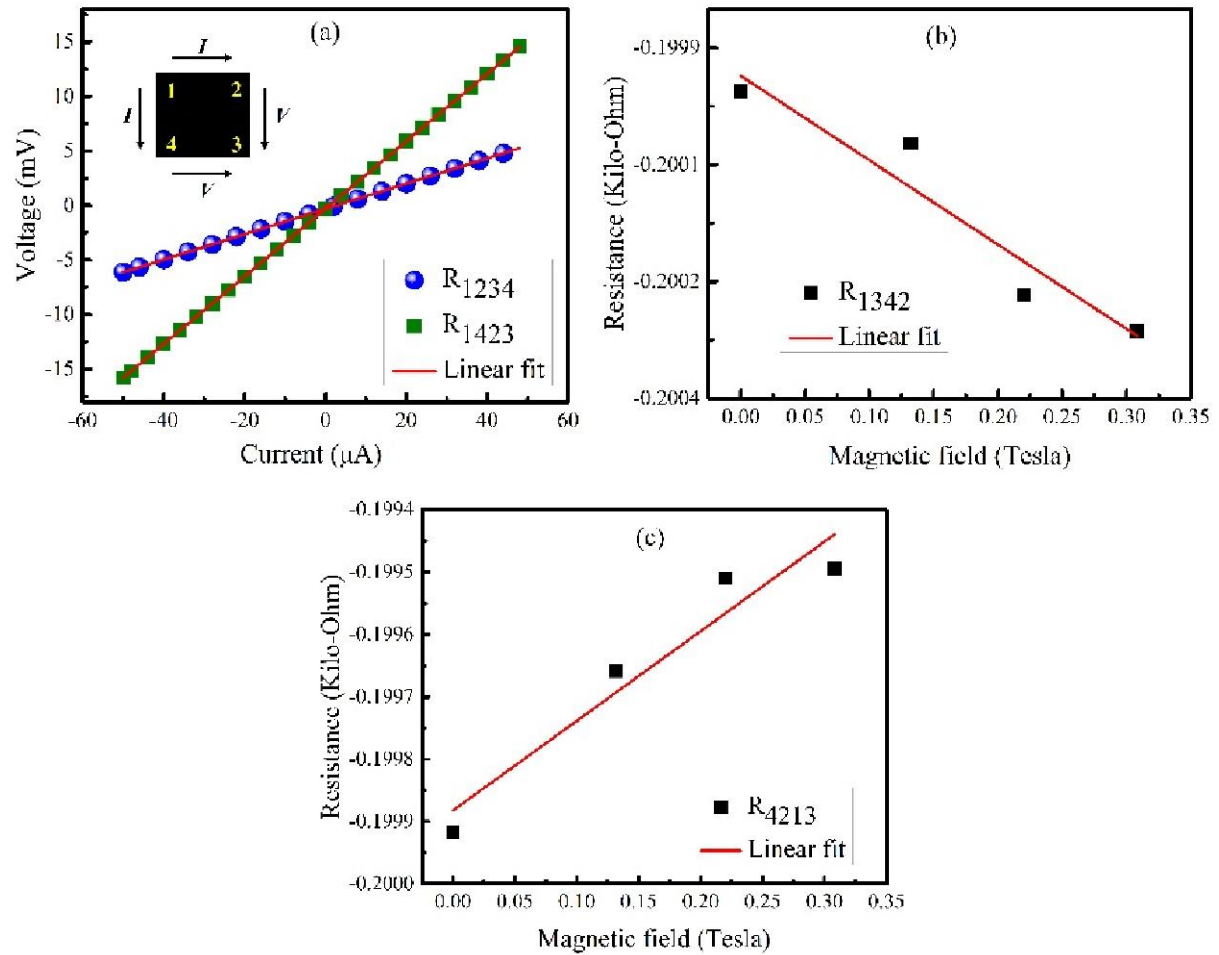 (a)
I
1 2
I V
4 3
V
Voltage (mV)
15
10
5
0
-5
-10
-15
R1234
R1423
Linear fit
-60 -40 -20 0 20 40 60
Current (μA)
(b)
Resistance (Kilo-Ohm)
-0.1999
-0.2001
-0.2002
-0.2004
R1342
Linear fit
0.00 0.05 0.10 0.15 0.20 0.25 0.30 0.35
Magnetic field (Tesla)
(c)
Resistance (Kilo-Ohm)
-0.1994
-0.1995
-0.1996
-0.1997
-0.1998
-0.1999
-0.2000
R4213
Linear fit
0.00 0.05 0.10 0.15 0.20 0.25 0.30 0.35
Magnetic field (Tesla)